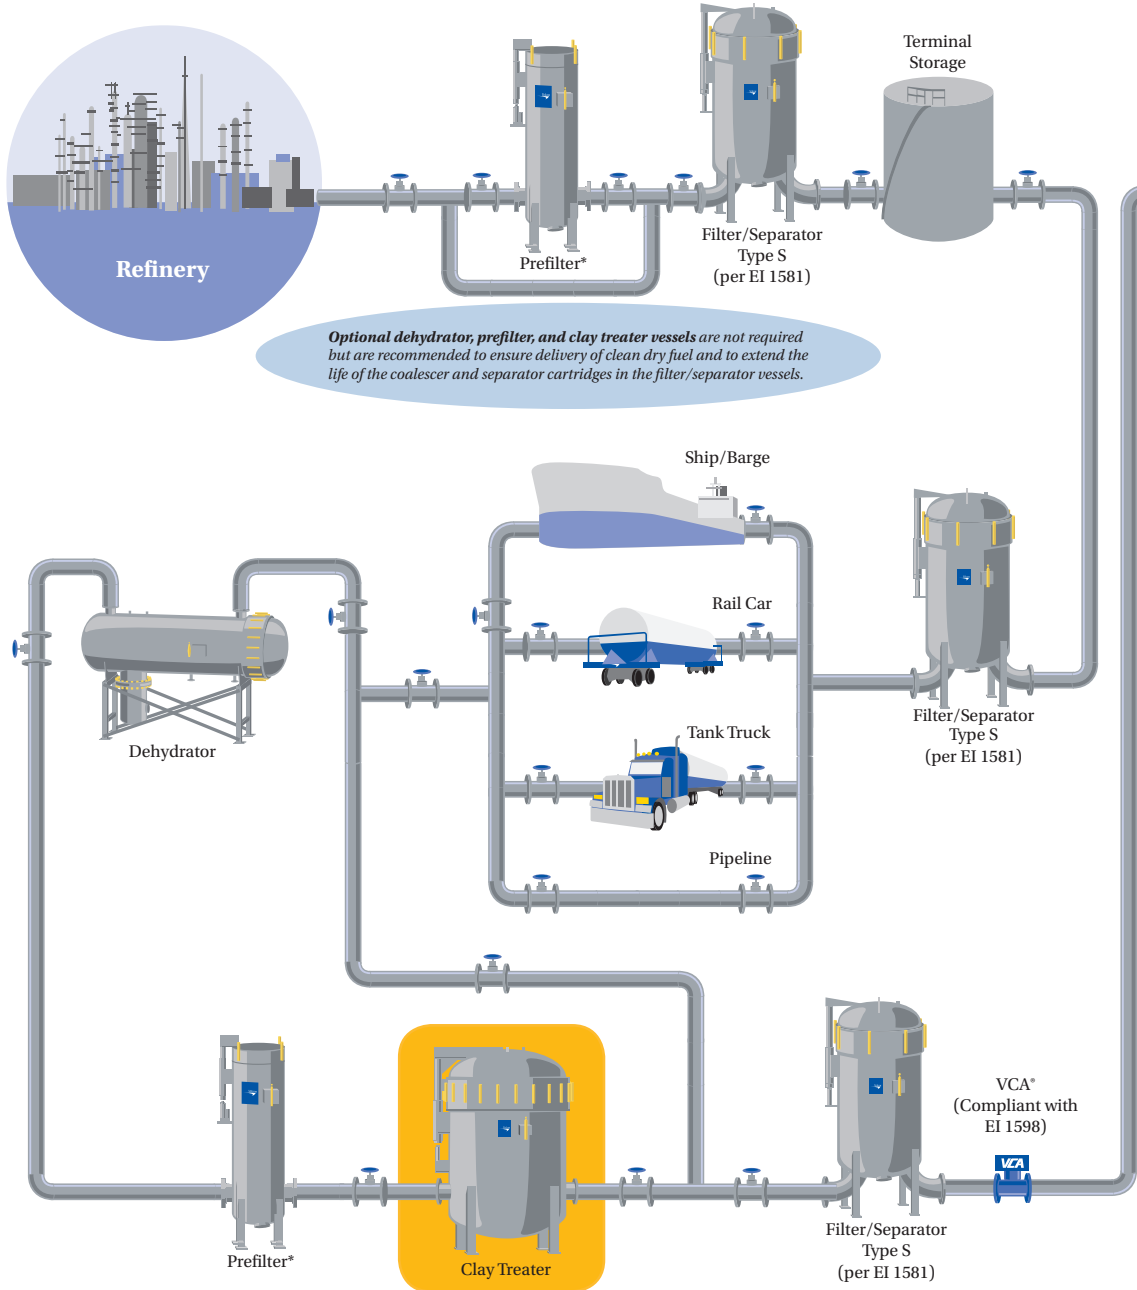 Terminal
Storage
Refinery
Prefilter*
Filter/Separator
Type S
(per EI 1581)
Optional dehydrator, prefilter, and clay treater vessels are not required
but are recommended to ensure delivery of clean dry fuel and to extend the
life of the coalescer and separator cartridges in the filter/separator vessels.
Ship/Barge
Rail Car
Dehydrator
Tank Truck
Filter/Separator
Type S
(per EI 1581)
Pipeline
VCA®
(Compliant with
EI 1598)
VCA
Prefilter*
Clay Treater
Filter/Separator
Type S
(per EI 1581)